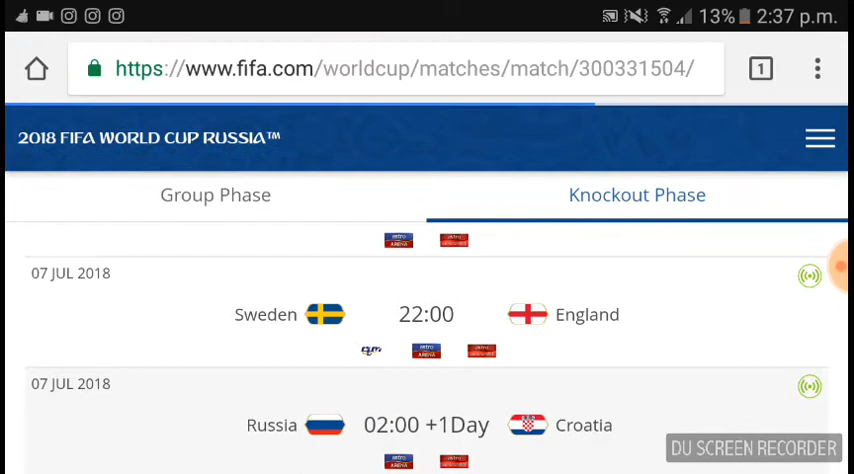 13% 2:37 p.m.
https://www.fifa.com/worldcup/matches/match/300331504/
1
2018 FIFA WORLD CUP RUSSIA™
Group Phase Knockout Phase
07 JUL 2018
Sweden 22:00 England
ARENA
07 JUL 2018
Russia 02:00 +1Day Croatia
DU SCREEN RECORDER